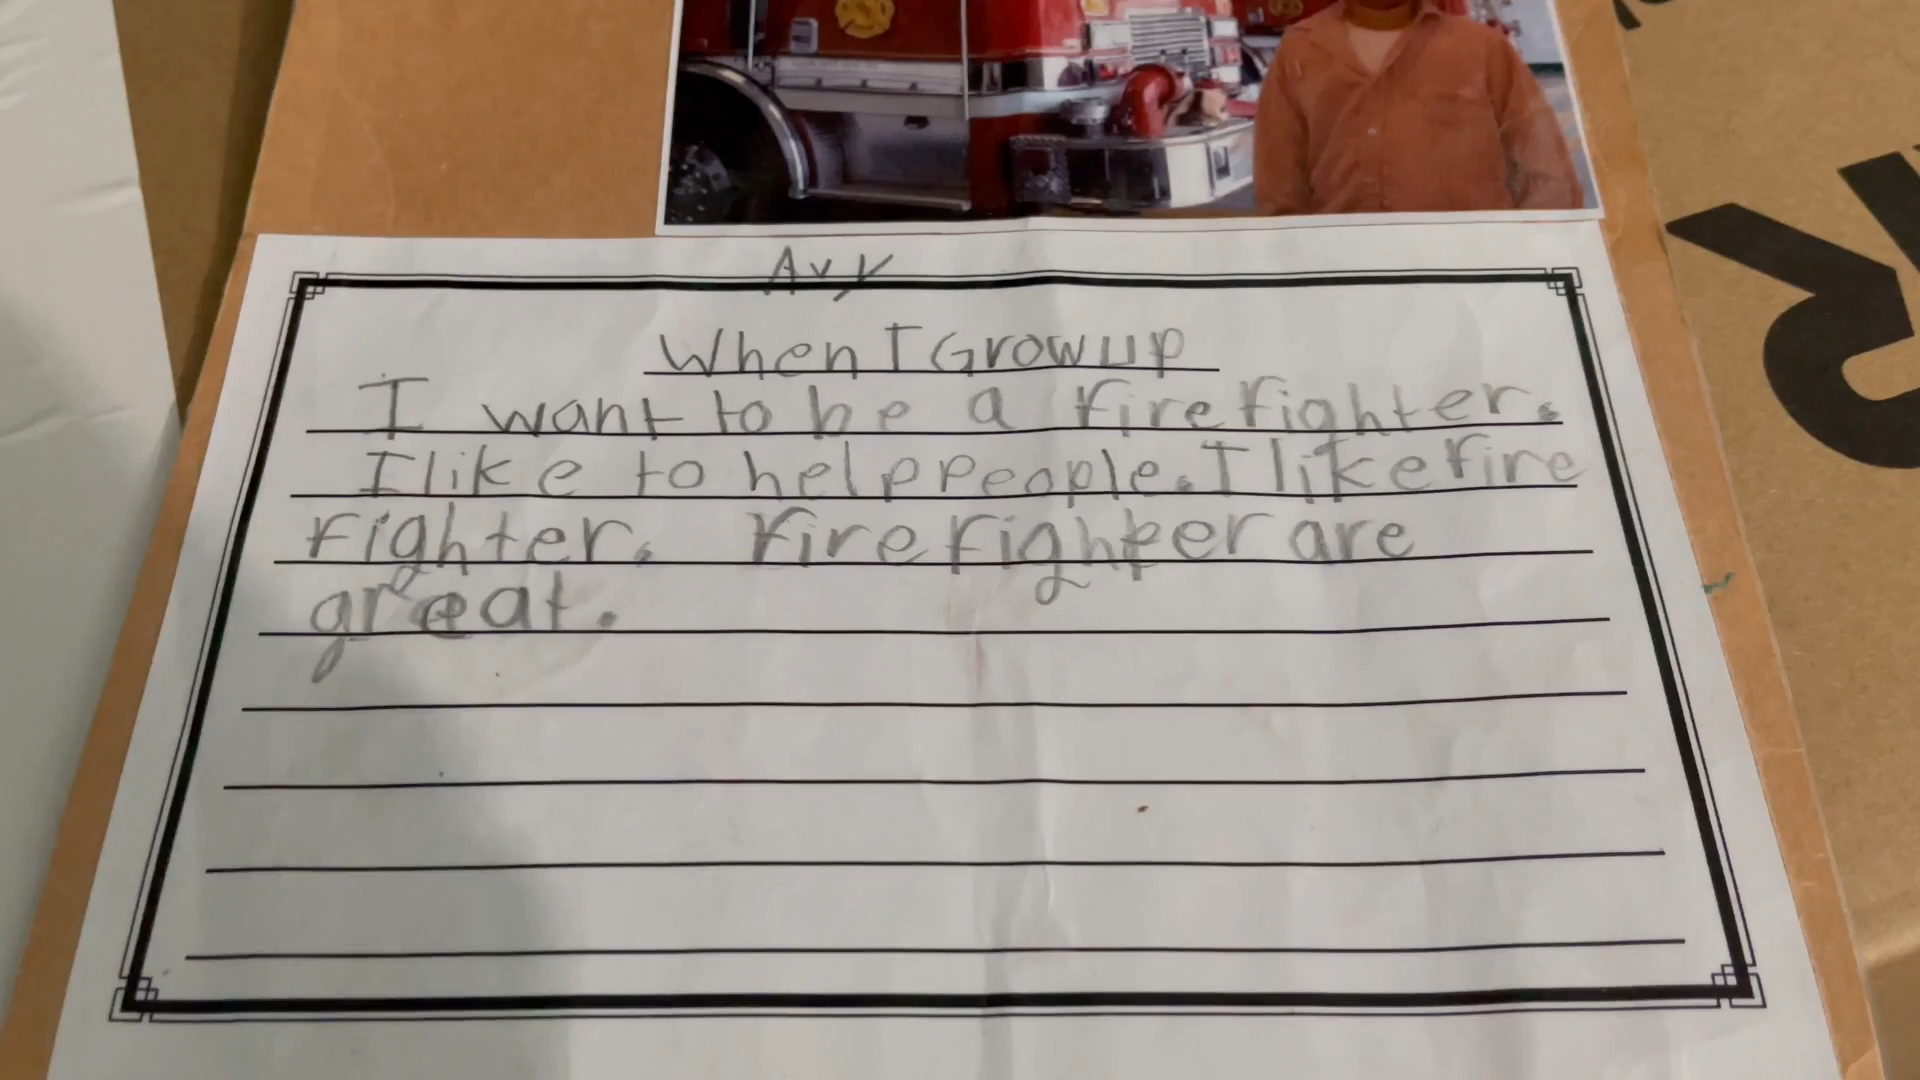 Avy
When I Grow up
I want to be a firefighter.
I like to help people. I like fire
fighter. firefighter are
great.